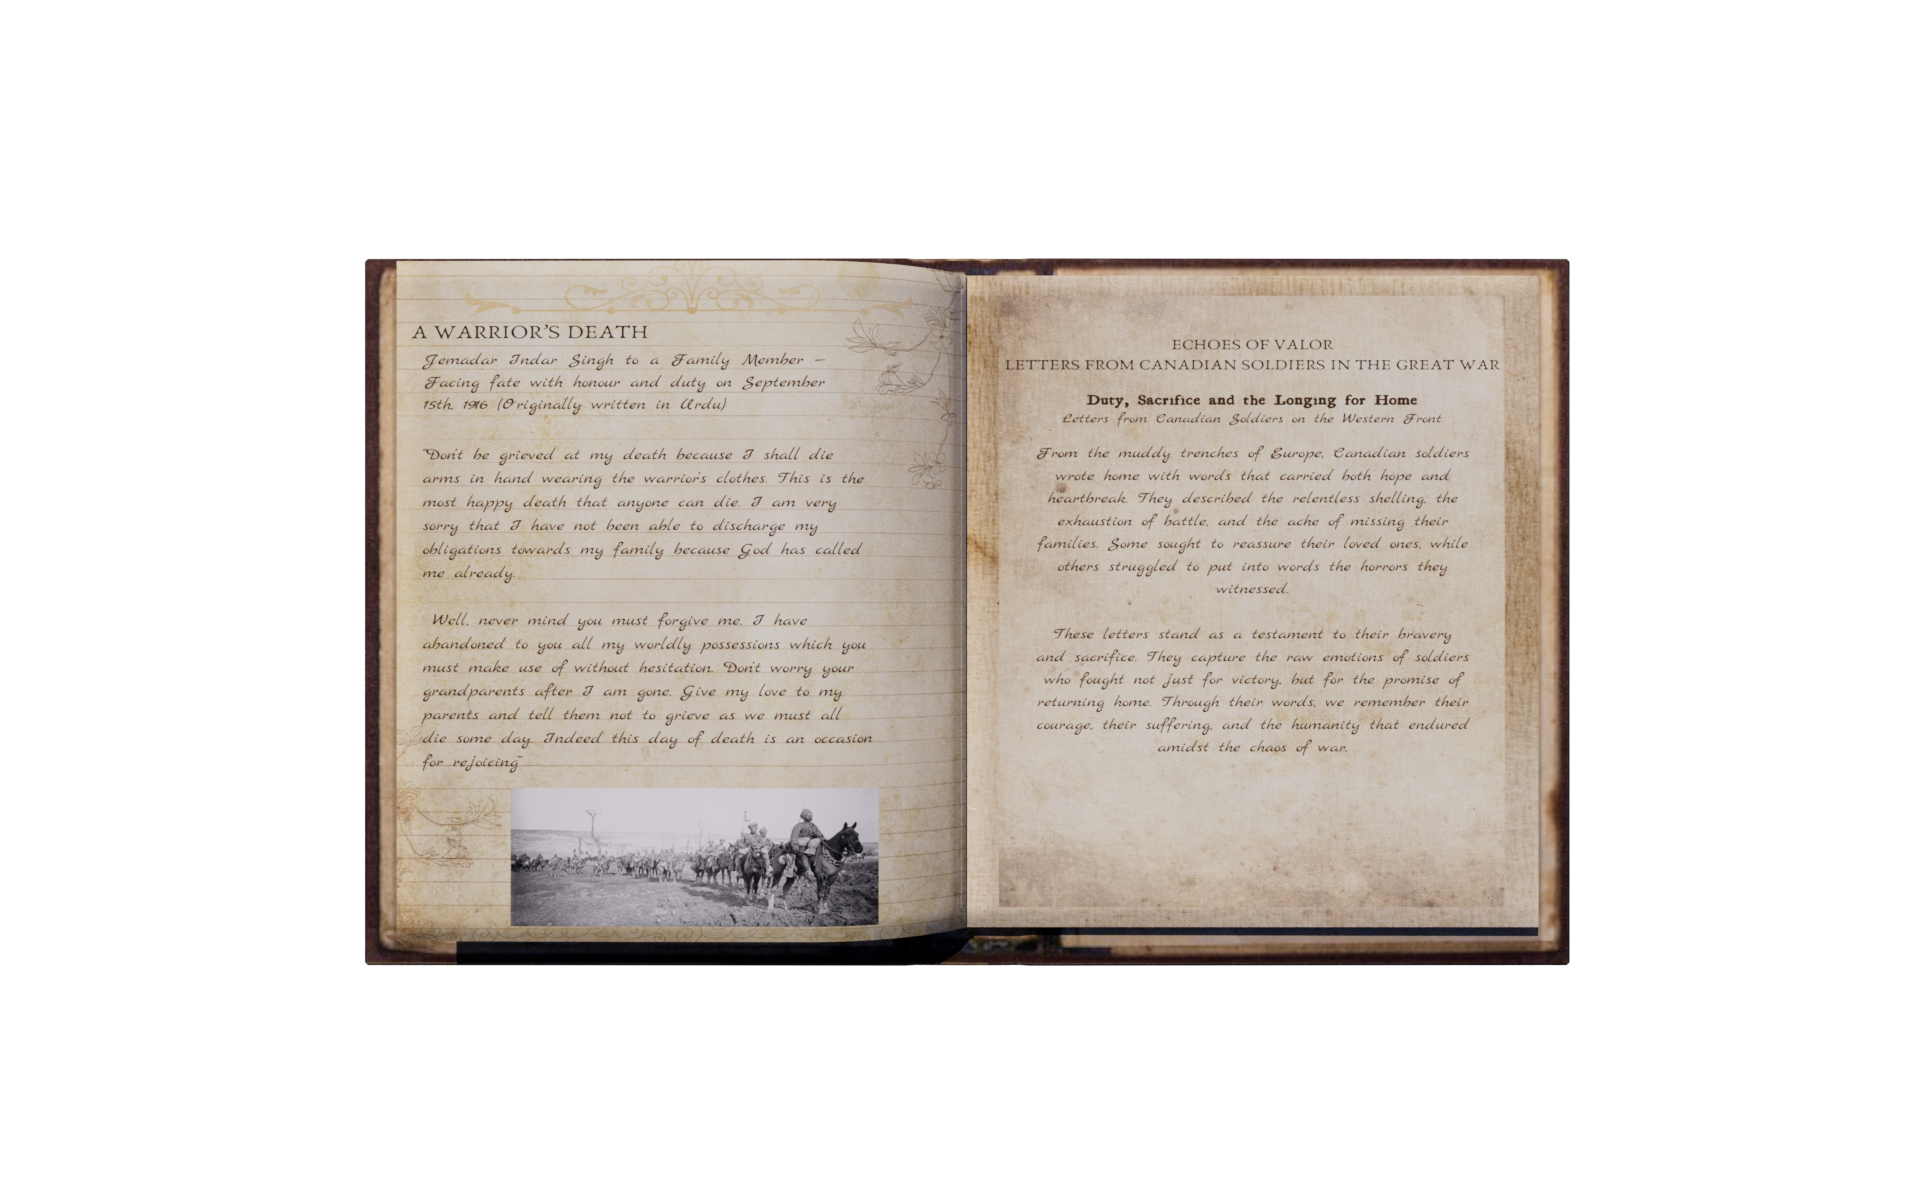 A WARRIOR'S DEATH
Jemadar Indar Singh to a Family Member –
Facing fate with honour and duty on September
15th, 1916 (Originally written in Urdu)
"Don't be grieved at my death because I shall die
arms in hand wearing the warrior's clothes. This is the
most happy death that anyone can die. I am very
sorry that I have not been able to discharge my
obligations towards my family because God has called
me already.
Well, never mind you must forgive me. I have
abandoned to you all my worldly possessions which you
must make use of without hesitation. Don't worry your
grandparents after I am gone. Give my love to my
parents and tell them not to grieve as we must all
die some day. Indeed this day of death is an occasion
for rejoicing"
ECHOES OF VALOR
LETTERS FROM CANADIAN SOLDIERS IN THE GREAT WAR
Duty, Sacrifice and the Longing for Home
Letters from Canadian Soldiers on the Western Front
From the muddy trenches of Europe, Canadian soldiers
wrote home with words that carried both hope and
heartbreak. They described the relentless shelling, the
exhaustion of battle, and the ache of missing their
families. Some sought to reassure their loved ones, while
others struggled to put into words the horrors they
witnessed.
These letters stand as a testament to their bravery
and sacrifice. They capture the raw emotions of soldiers
who fought not just for victory, but for the promise of
returning home. Through their words, we remember their
courage, their suffering, and the humanity that endured
amidst the chaos of war.